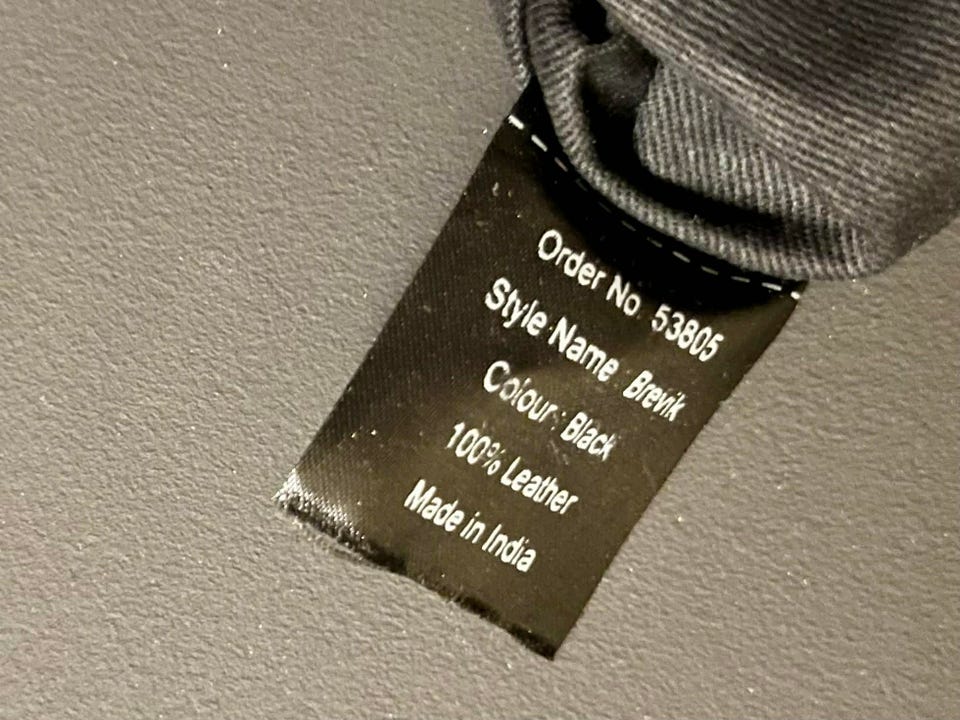 Order No. 53805
Style Name: Brevik
Colour: Black
100% Leather
Made in India